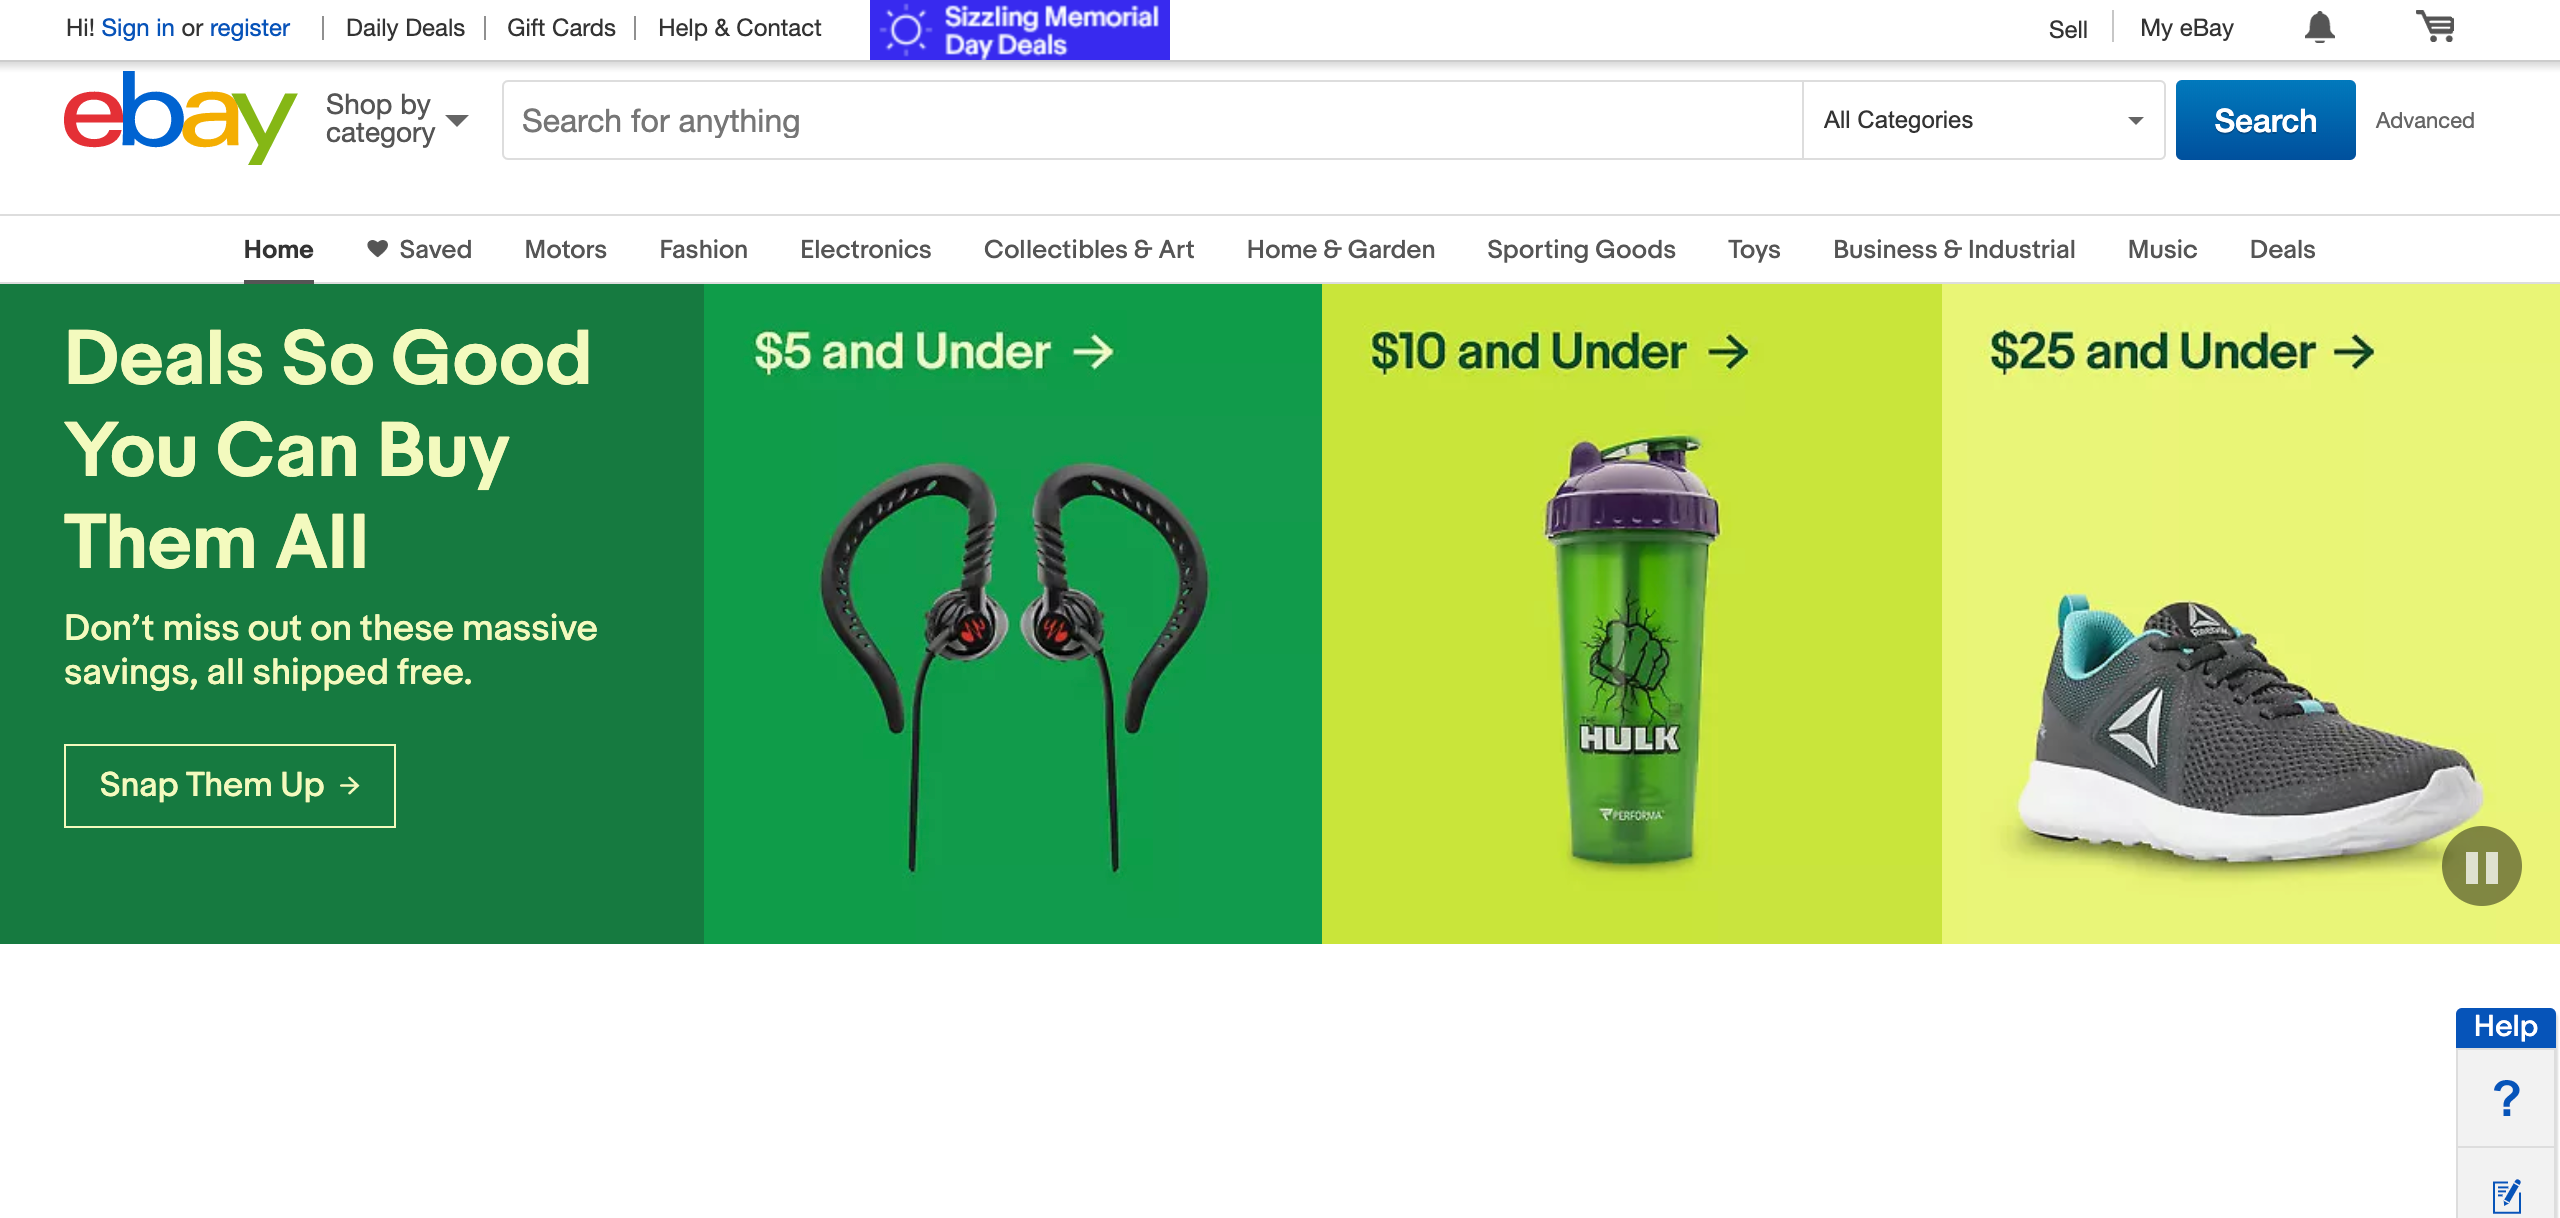 Hi! Sign in or register
Daily Deals
Gift Cards
Help & Contact
Sizzling Memorial
Day Deals
Sell
My eBay
ebay
Shop by
category
Search for anything
All Categories
Search
Advanced
Home
Saved
Motors
Fashion
Electronics
Collectibles & Art
Home & Garden
Sporting Goods
Toys
Business & Industrial
Music
Deals
Deals So Good
You Can Buy
Them All
Don’t miss out on these massive
savings, all shipped free.
Snap Them Up →
$5 and Under →
$10 and Under →
THE
HULK
PERFORMA
$25 and Under →
Reebok
Help
?